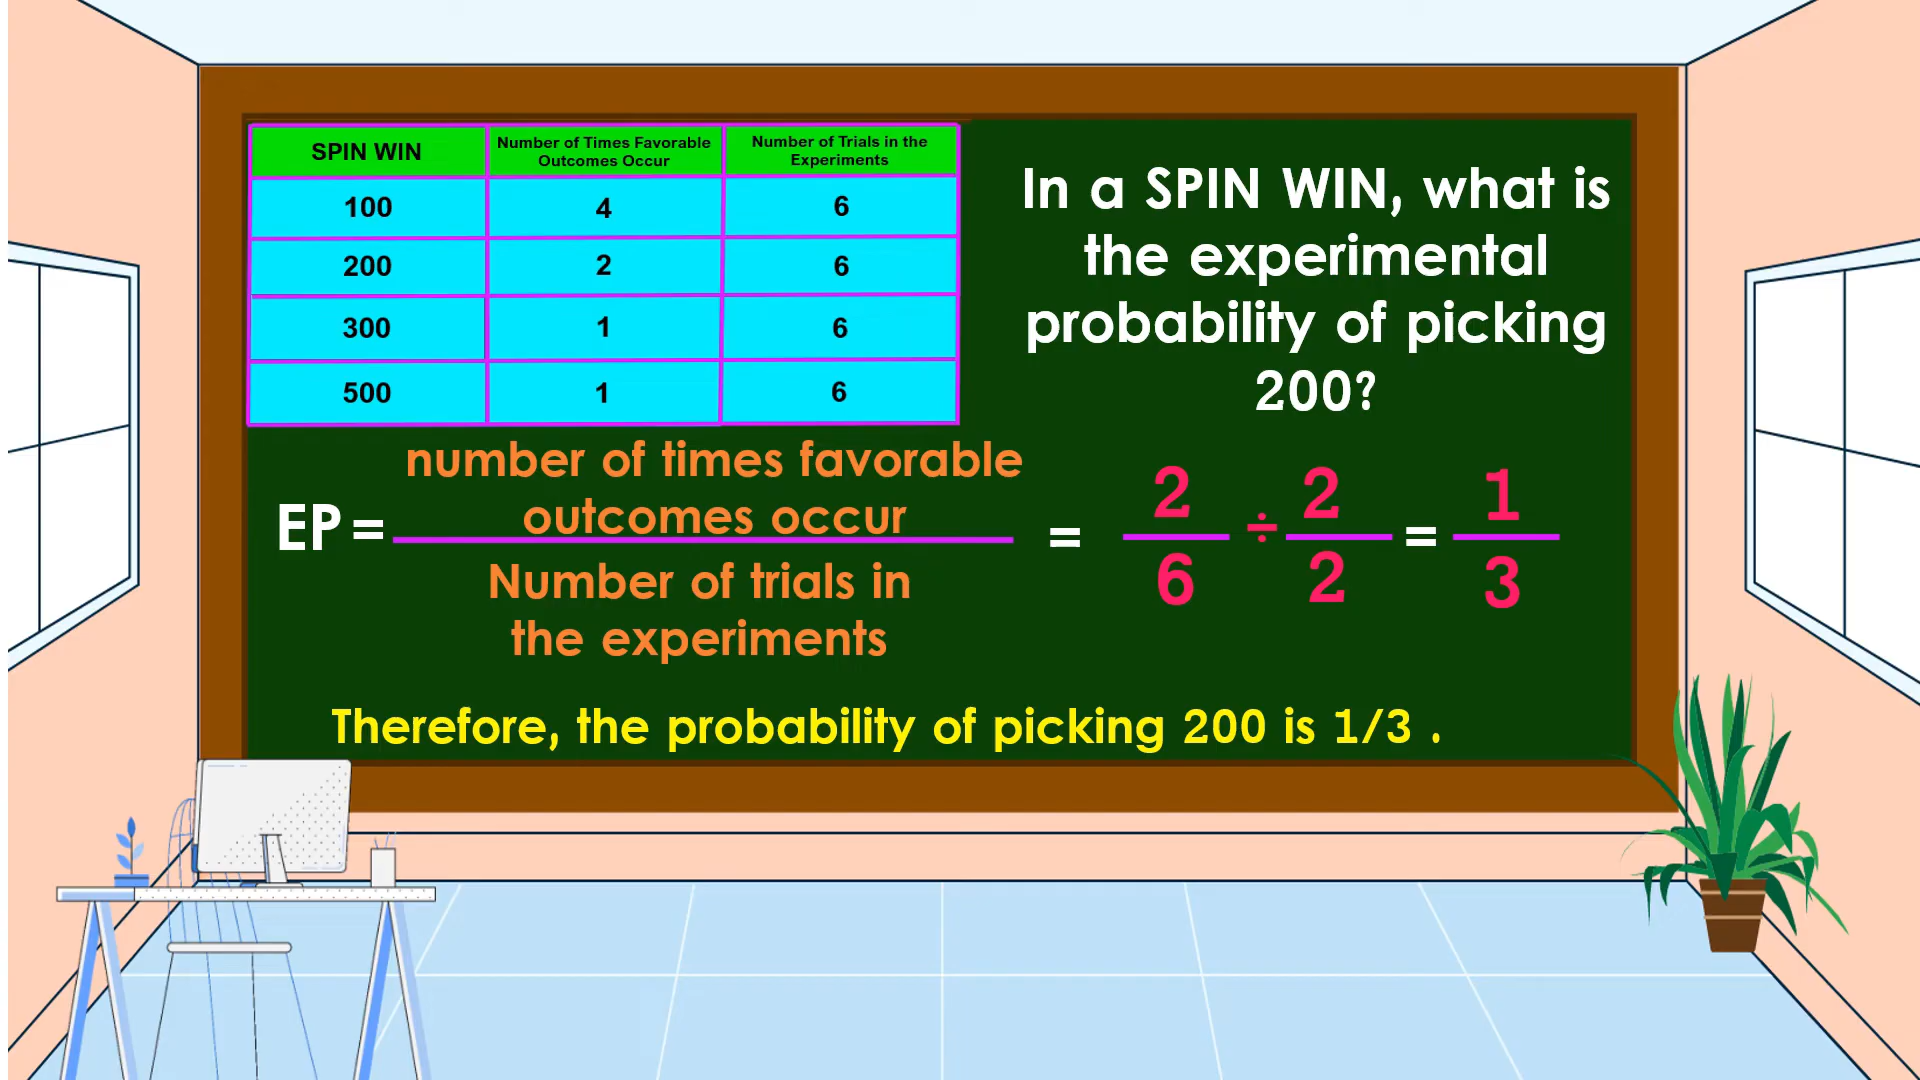 SPIN WIN
Number of Times Favorable
Outcomes Occur
Number of Trials in the
Experiments
100 4 6
200 2 6
300 1 6
500 1 6
In a SPIN WIN, what is
the experimental
probability of picking
200?
EP =
number of times favorable
outcomes occur
Number of trials in
the experiments
= 2/6 ÷ 2/2 = 1/3
Therefore, the probability of picking 200 is 1/3 .